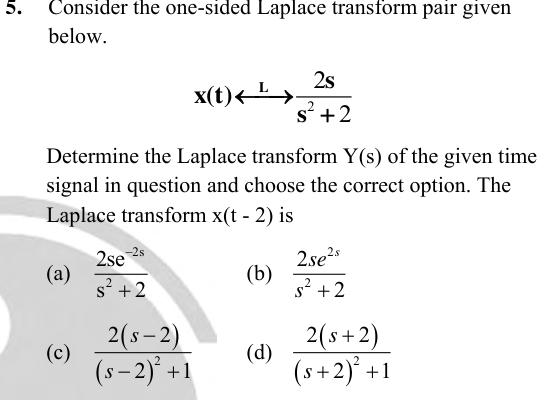 5. Consider the one-sided Laplace transform pair given
below.
x(t) ←L→ 2s / (s² + 2)
Determine the Laplace transform Y(s) of the given time
signal in question and choose the correct option. The
Laplace transform x(t - 2) is
(a) 2se⁻²ˢ / (s² + 2) (b) 2se²ˢ / (s² + 2)
(c) 2(s − 2) / ((s − 2)² + 1) (d) 2(s + 2) / ((s + 2)² + 1)